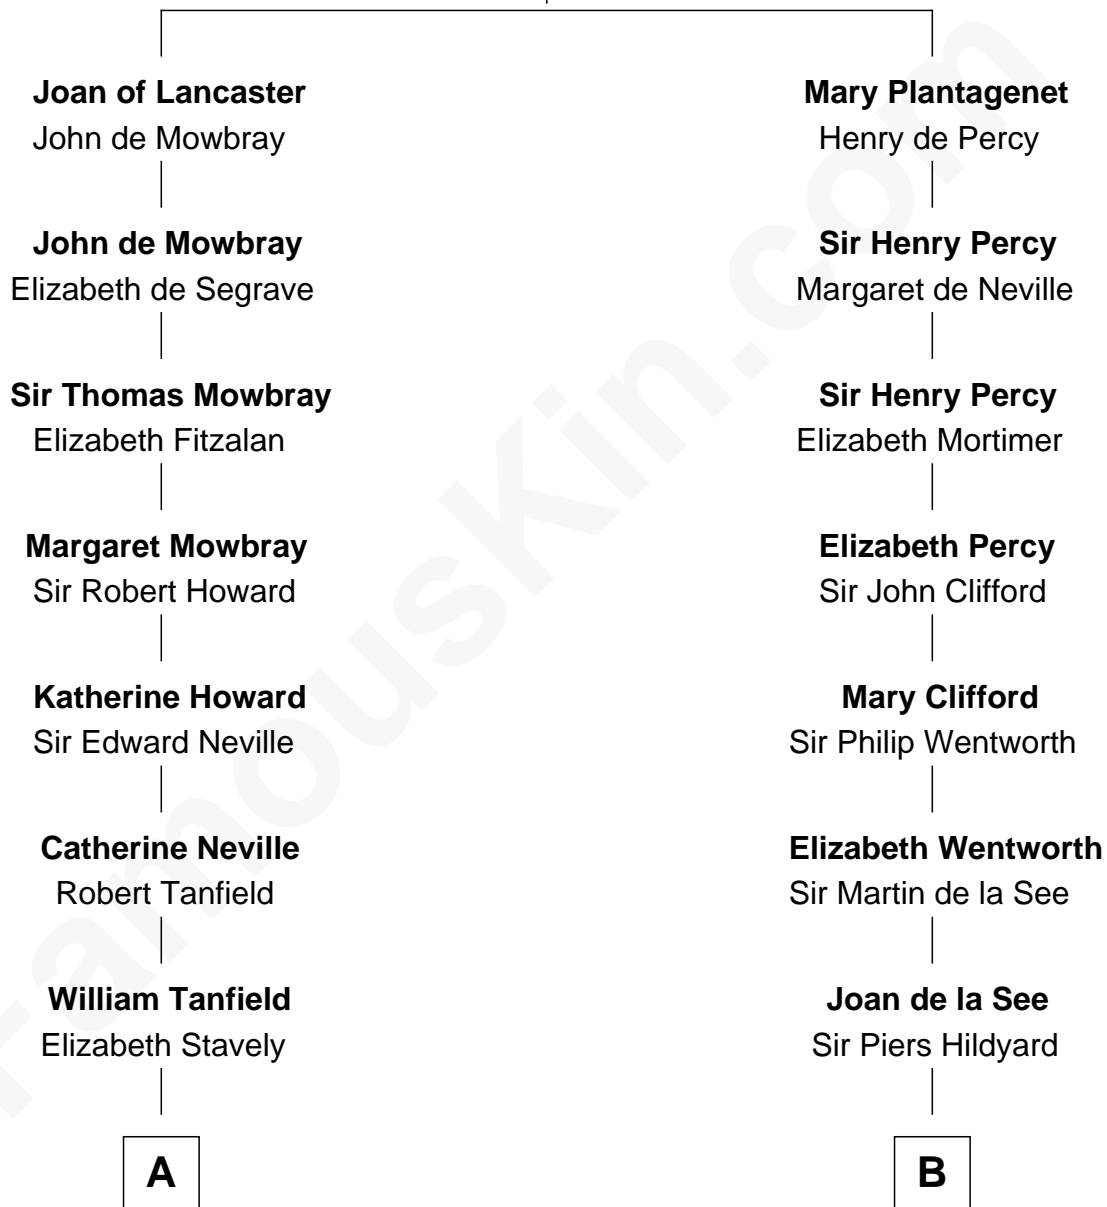 Joan of Lancaster
John de Mowbray
John de Mowbray
Elizabeth de Segrave
Sir Thomas Mowbray
Elizabeth Fitzalan
Margaret Mowbray
Sir Robert Howard
Katherine Howard
Sir Edward Neville
Catherine Neville
Robert Tanfield
William Tanfield
Elizabeth Stavely
A
Mary Plantagenet
Henry de Percy
Sir Henry Percy
Margaret de Neville
Sir Henry Percy
Elizabeth Mortimer
Elizabeth Percy
Sir John Clifford
Mary Clifford
Sir Philip Wentworth
Elizabeth Wentworth
Sir Martin de la See
Joan de la See
Sir Piers Hildyard
B
FamousKin.com